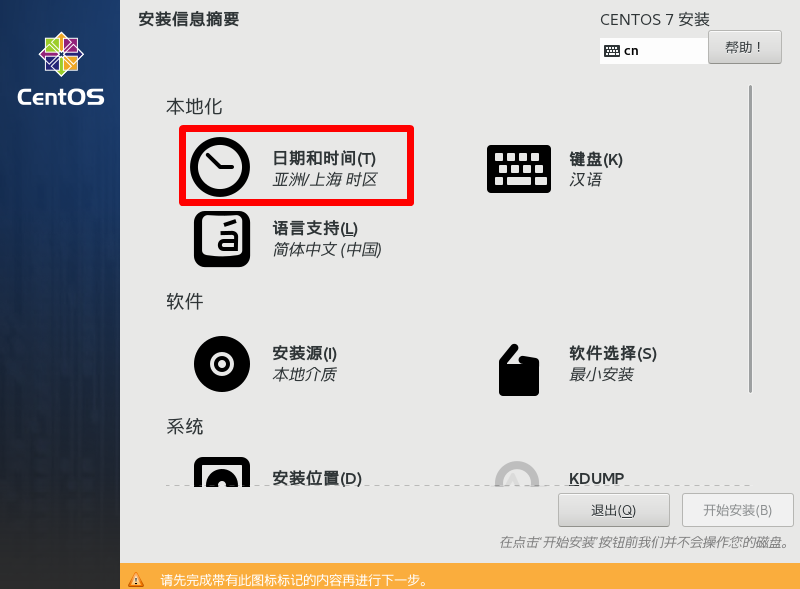 安装信息摘要
CENTOS 7 安装
cn
帮助！
CentOS
本地化
日期和时间(T)
亚洲/上海 时区
键盘(K)
汉语
语言支持(L)
简体中文 (中国)
软件
安装源(I)
本地介质
软件选择(S)
最小安装
系统
安装位置(D)
KDUMP
退出(Q)
开始安装(B)
在点击'开始安装'按钮前我们并不会操作您的磁盘。
请先完成带有此图标标记的内容再进行下一步。